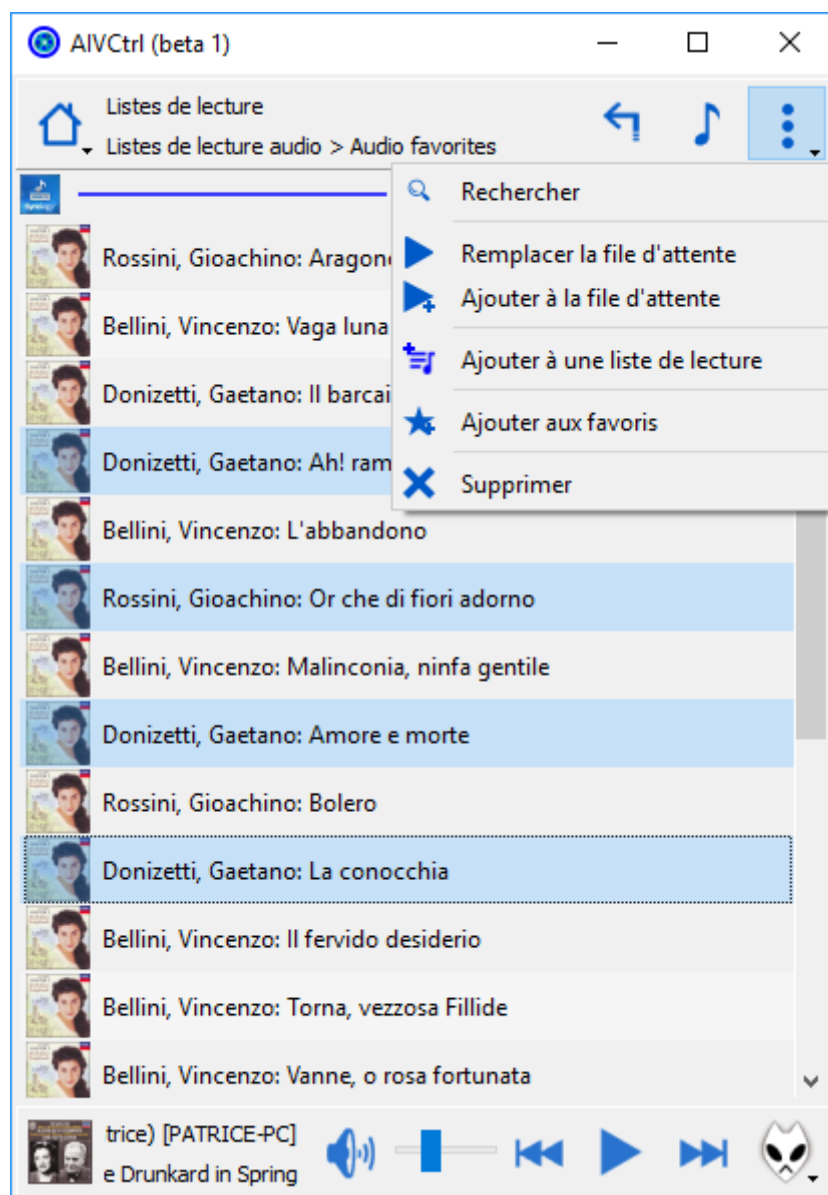 AIVCtrl (beta 1)
Listes de lecture
Listes de lecture audio > Audio favorites
Rechercher
Remplacer la file d'attente
Ajouter à la file d'attente
Ajouter à une liste de lecture
Ajouter aux favoris
Supprimer
Rossini, Gioachino: Aragon
Bellini, Vincenzo: Vaga luna
Donizetti, Gaetano: Il barcai
Donizetti, Gaetano: Ah! ram
Bellini, Vincenzo: L'abbandono
Rossini, Gioachino: Or che di fiori adorno
Bellini, Vincenzo: Malinconia, ninfa gentile
Donizetti, Gaetano: Amore e morte
Rossini, Gioachino: Bolero
Donizetti, Gaetano: La conocchia
Bellini, Vincenzo: Il fervido desiderio
Bellini, Vincenzo: Torna, vezzosa Fillide
Bellini, Vincenzo: Vanne, o rosa fortunata
trice) [PATRICE-PC]
e Drunkard in Spring